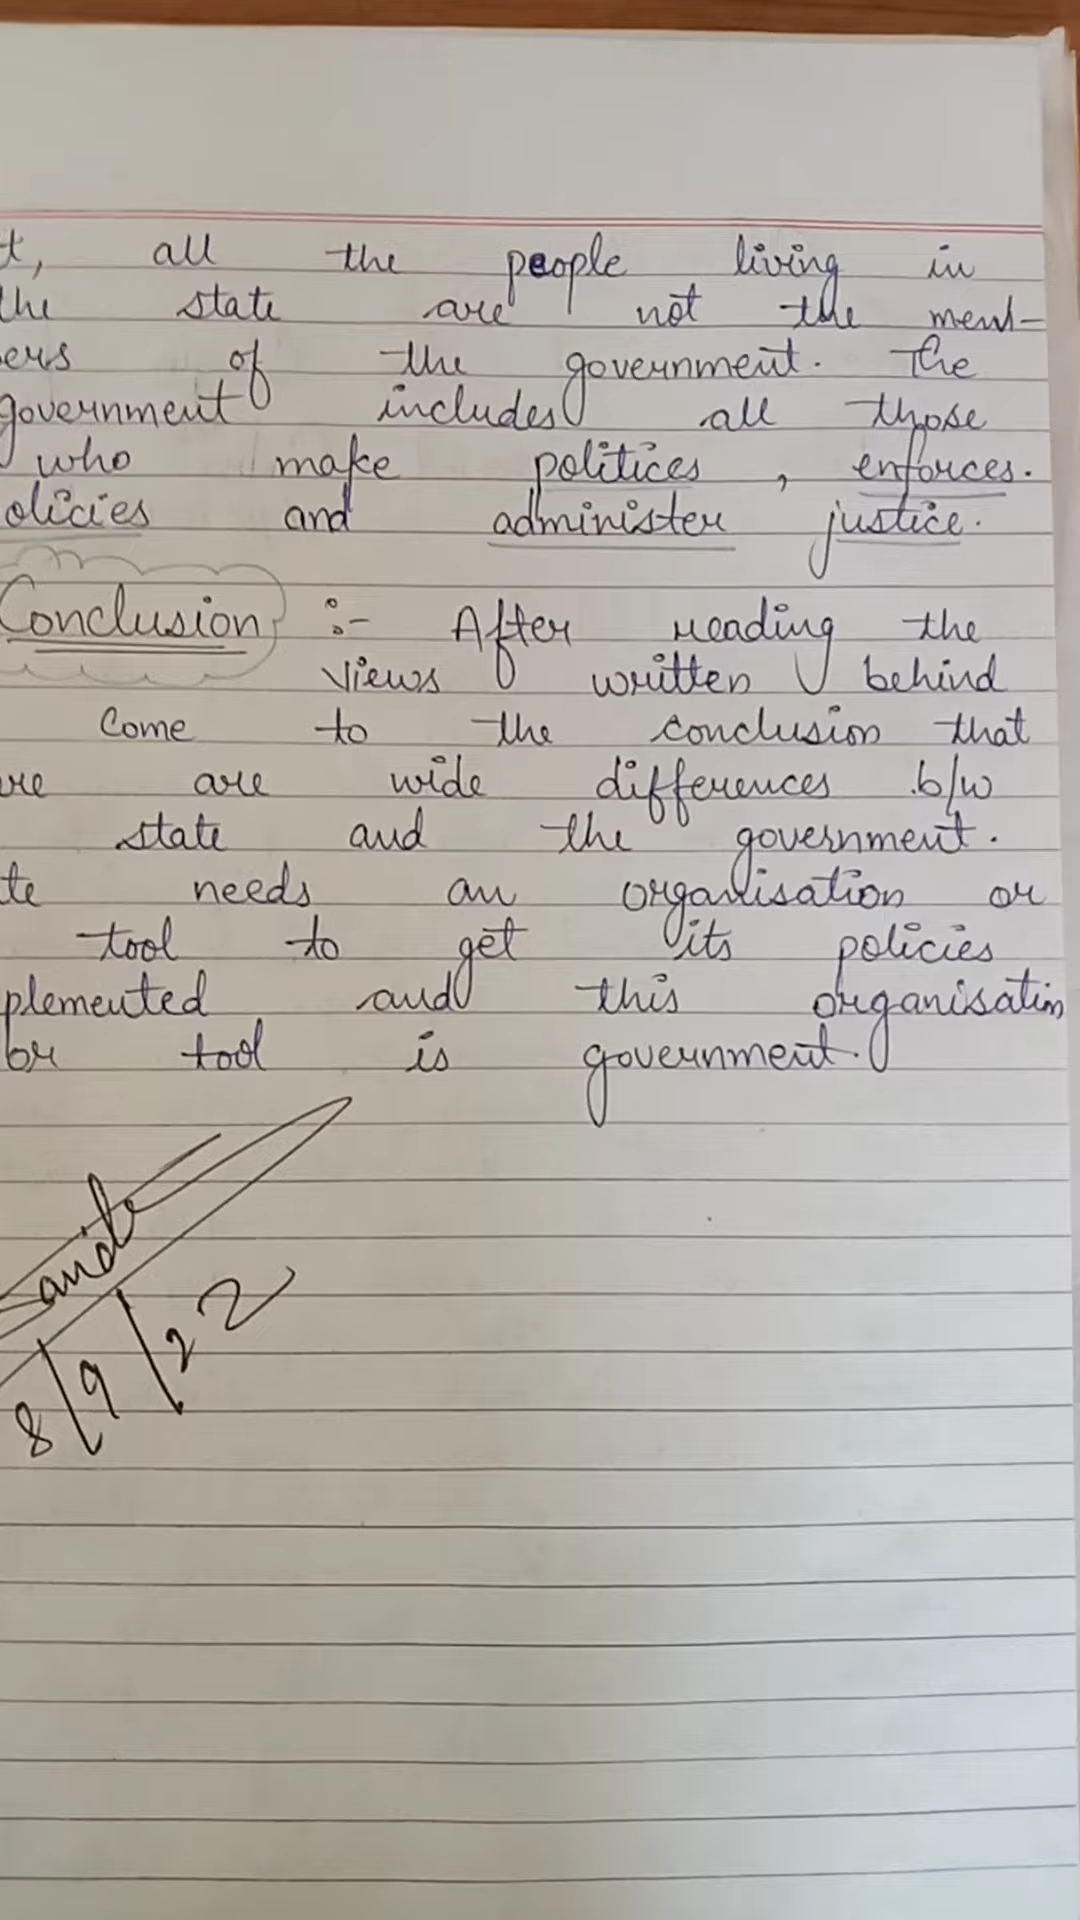 t, all the people living in
the state are not the mem-
ers of the government. The
government includes all those
who make politices, enforces.
olicies and administer justice.
Conclusion :- After reading the
views written behind
Come to the conclusion that
re are wide differences b/w
state and the government.
te needs an organisation or
tool to get its policies
plemented and this organisatin
or tool is government.
8/9/22